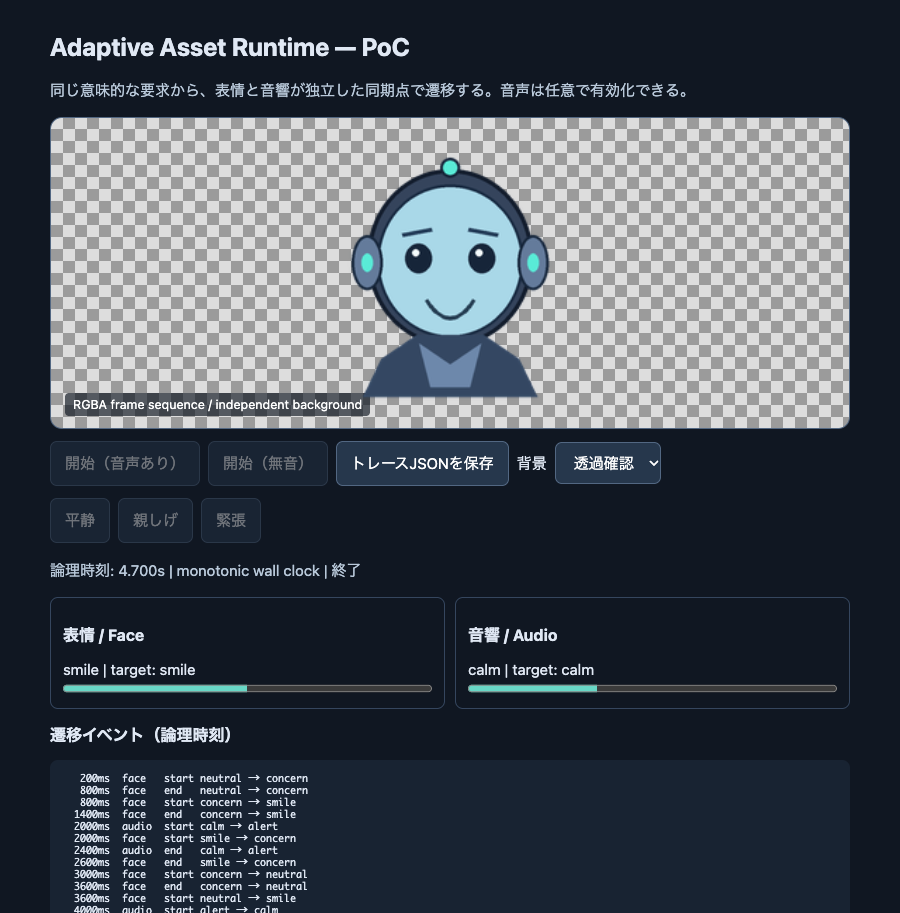 Adaptive Asset Runtime — PoC
同じ意味的な要求から、表情と音響が独立した同期点で遷移する。音声は任意で有効化できる。
RGBA frame sequence / independent background
開始（音声あり） 開始（無音） トレースJSONを保存 背景 透過確認
平静 親しげ 緊張
論理時刻: 4.700s | monotonic wall clock | 終了
表情 / Face
smile | target: smile
音響 / Audio
calm | target: calm
遷移イベント（論理時刻）
200ms face start neutral → concern
800ms face end neutral → concern
800ms face start concern → smile
1400ms face end concern → smile
2000ms audio start calm → alert
2000ms face start smile → concern
2400ms audio end calm → alert
2600ms face end smile → concern
3000ms face start concern → neutral
3600ms face end concern → neutral
3600ms face start neutral → smile
4000ms audio start alert → calm